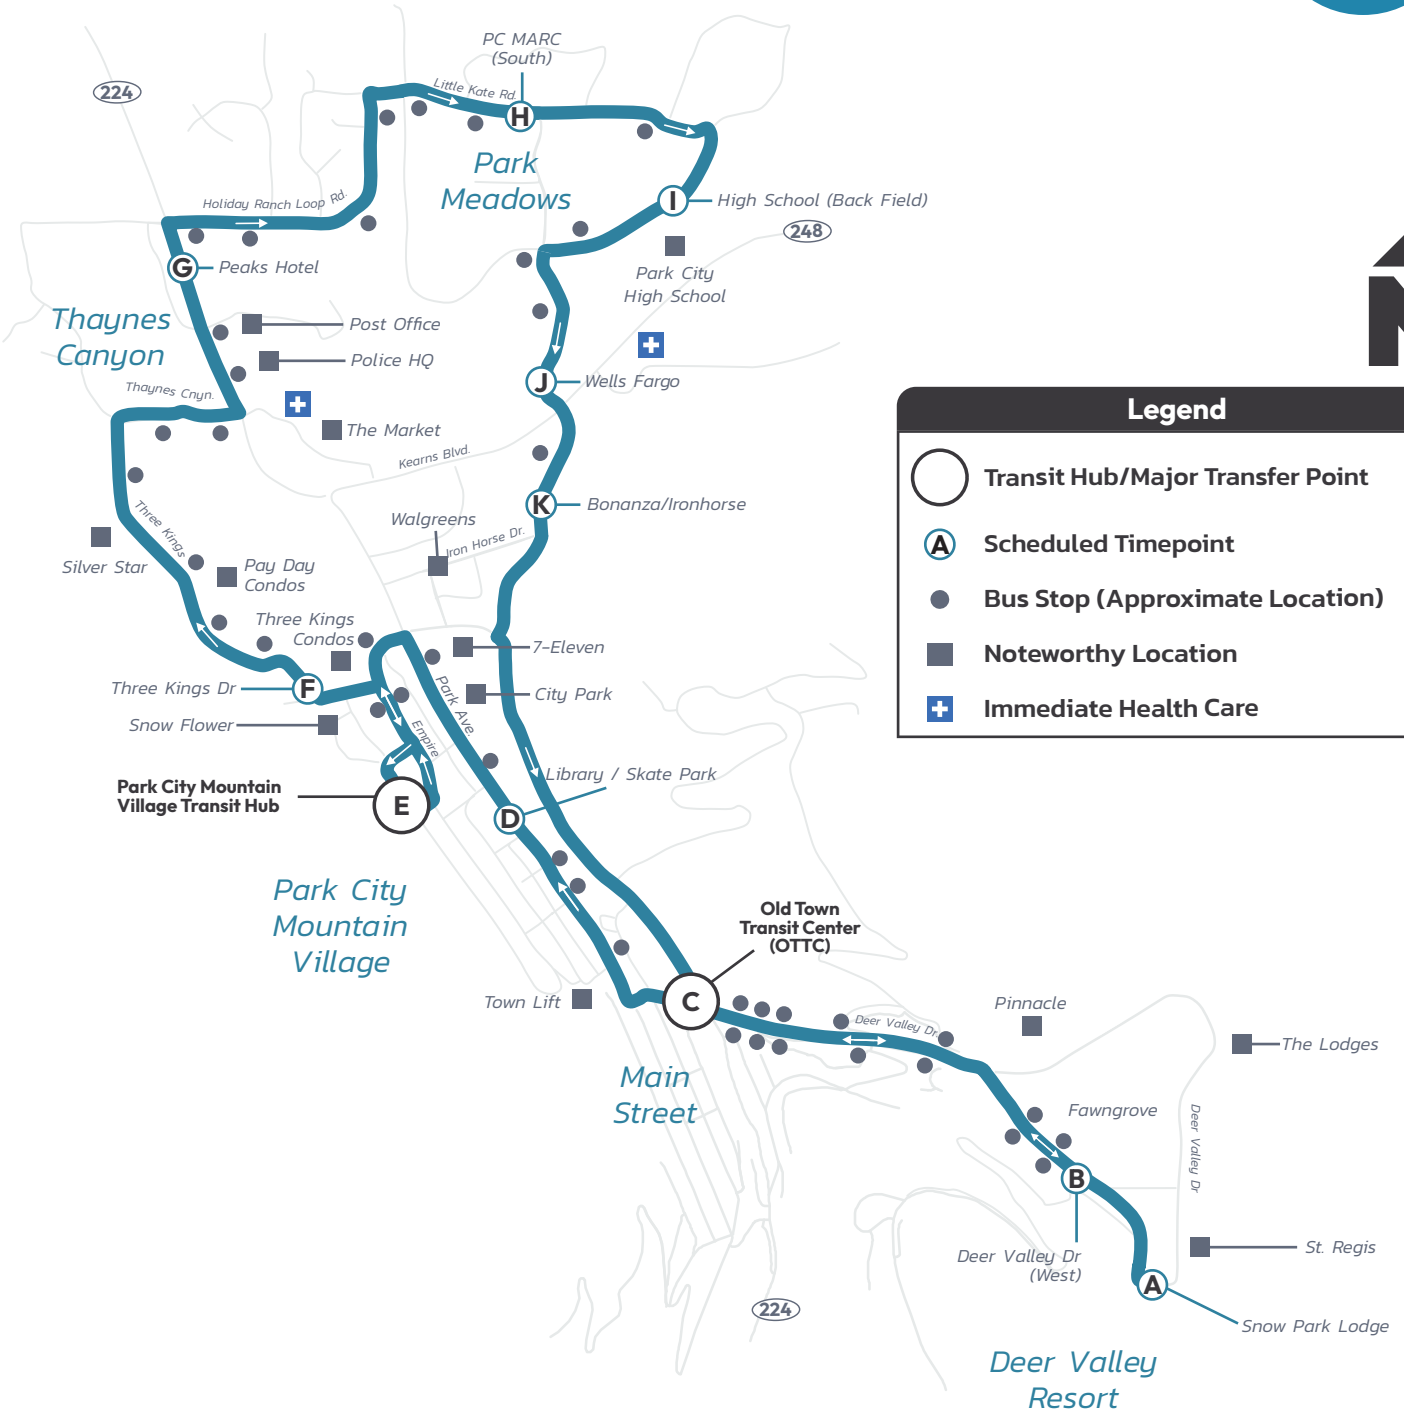 PC MARC
(South)
224
Little Kate Rd.
H
Park
Meadows
Holiday Ranch Loop Rd.
I
High School (Back Field)
248
G
Peaks Hotel
Park City
High School
Thaynes
Canyon
Post Office
Police HQ
J
Wells Fargo
Thaynes Cnyn.
The Market
Kearns Blvd.
K
Bonanza/Ironhorse
Walgreens
Iron Horse Dr.
Three Kings
Silver Star
Pay Day
Condos
Three Kings
Condos
7-Eleven
City Park
Park Ave.
F
Three Kings Dr
Snow Flower
Empire
Library / Skate Park
Park City Mountain
Village Transit Hub
E
D
Park City
Mountain
Village
Old Town
Transit Center
(OTTC)
Town Lift
C
Deer Valley Dr.
Pinnacle
The Lodges
Main
Street
Fawngrove
Deer Valley Dr
B
Deer Valley Dr
(West)
St. Regis
A
Snow Park Lodge
224
Deer Valley
Resort
N
Legend
Transit Hub/Major Transfer Point
A
Scheduled Timepoint
Bus Stop (Approximate Location)
Noteworthy Location
Immediate Health Care